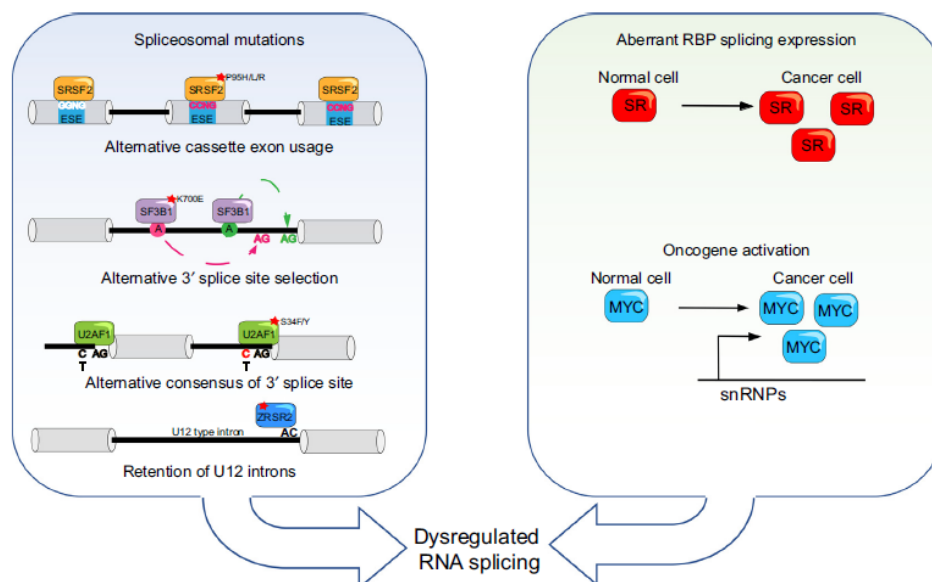 Spliceosomal mutations
P95H/L/R
SRSF2 SRSF2 SRSF2
GGNG CCNG CCNG
ESE ESE ESE
Alternative cassette exon usage
K700E
SF3B1 SF3B1
A A
AG AG
Alternative 3′ splice site selection
S34F/Y
U2AF1 U2AF1
C AG C AG
T T
Alternative consensus of 3′ splice site
ZRSR2
U12 type intron AC
Retention of U12 introns
Aberrant RBP splicing expression
Normal cell Cancer cell
SR SR SR
SR
Oncogene activation
Normal cell Cancer cell
MYC MYC MYC
MYC
snRNPs
Dysregulated
RNA splicing